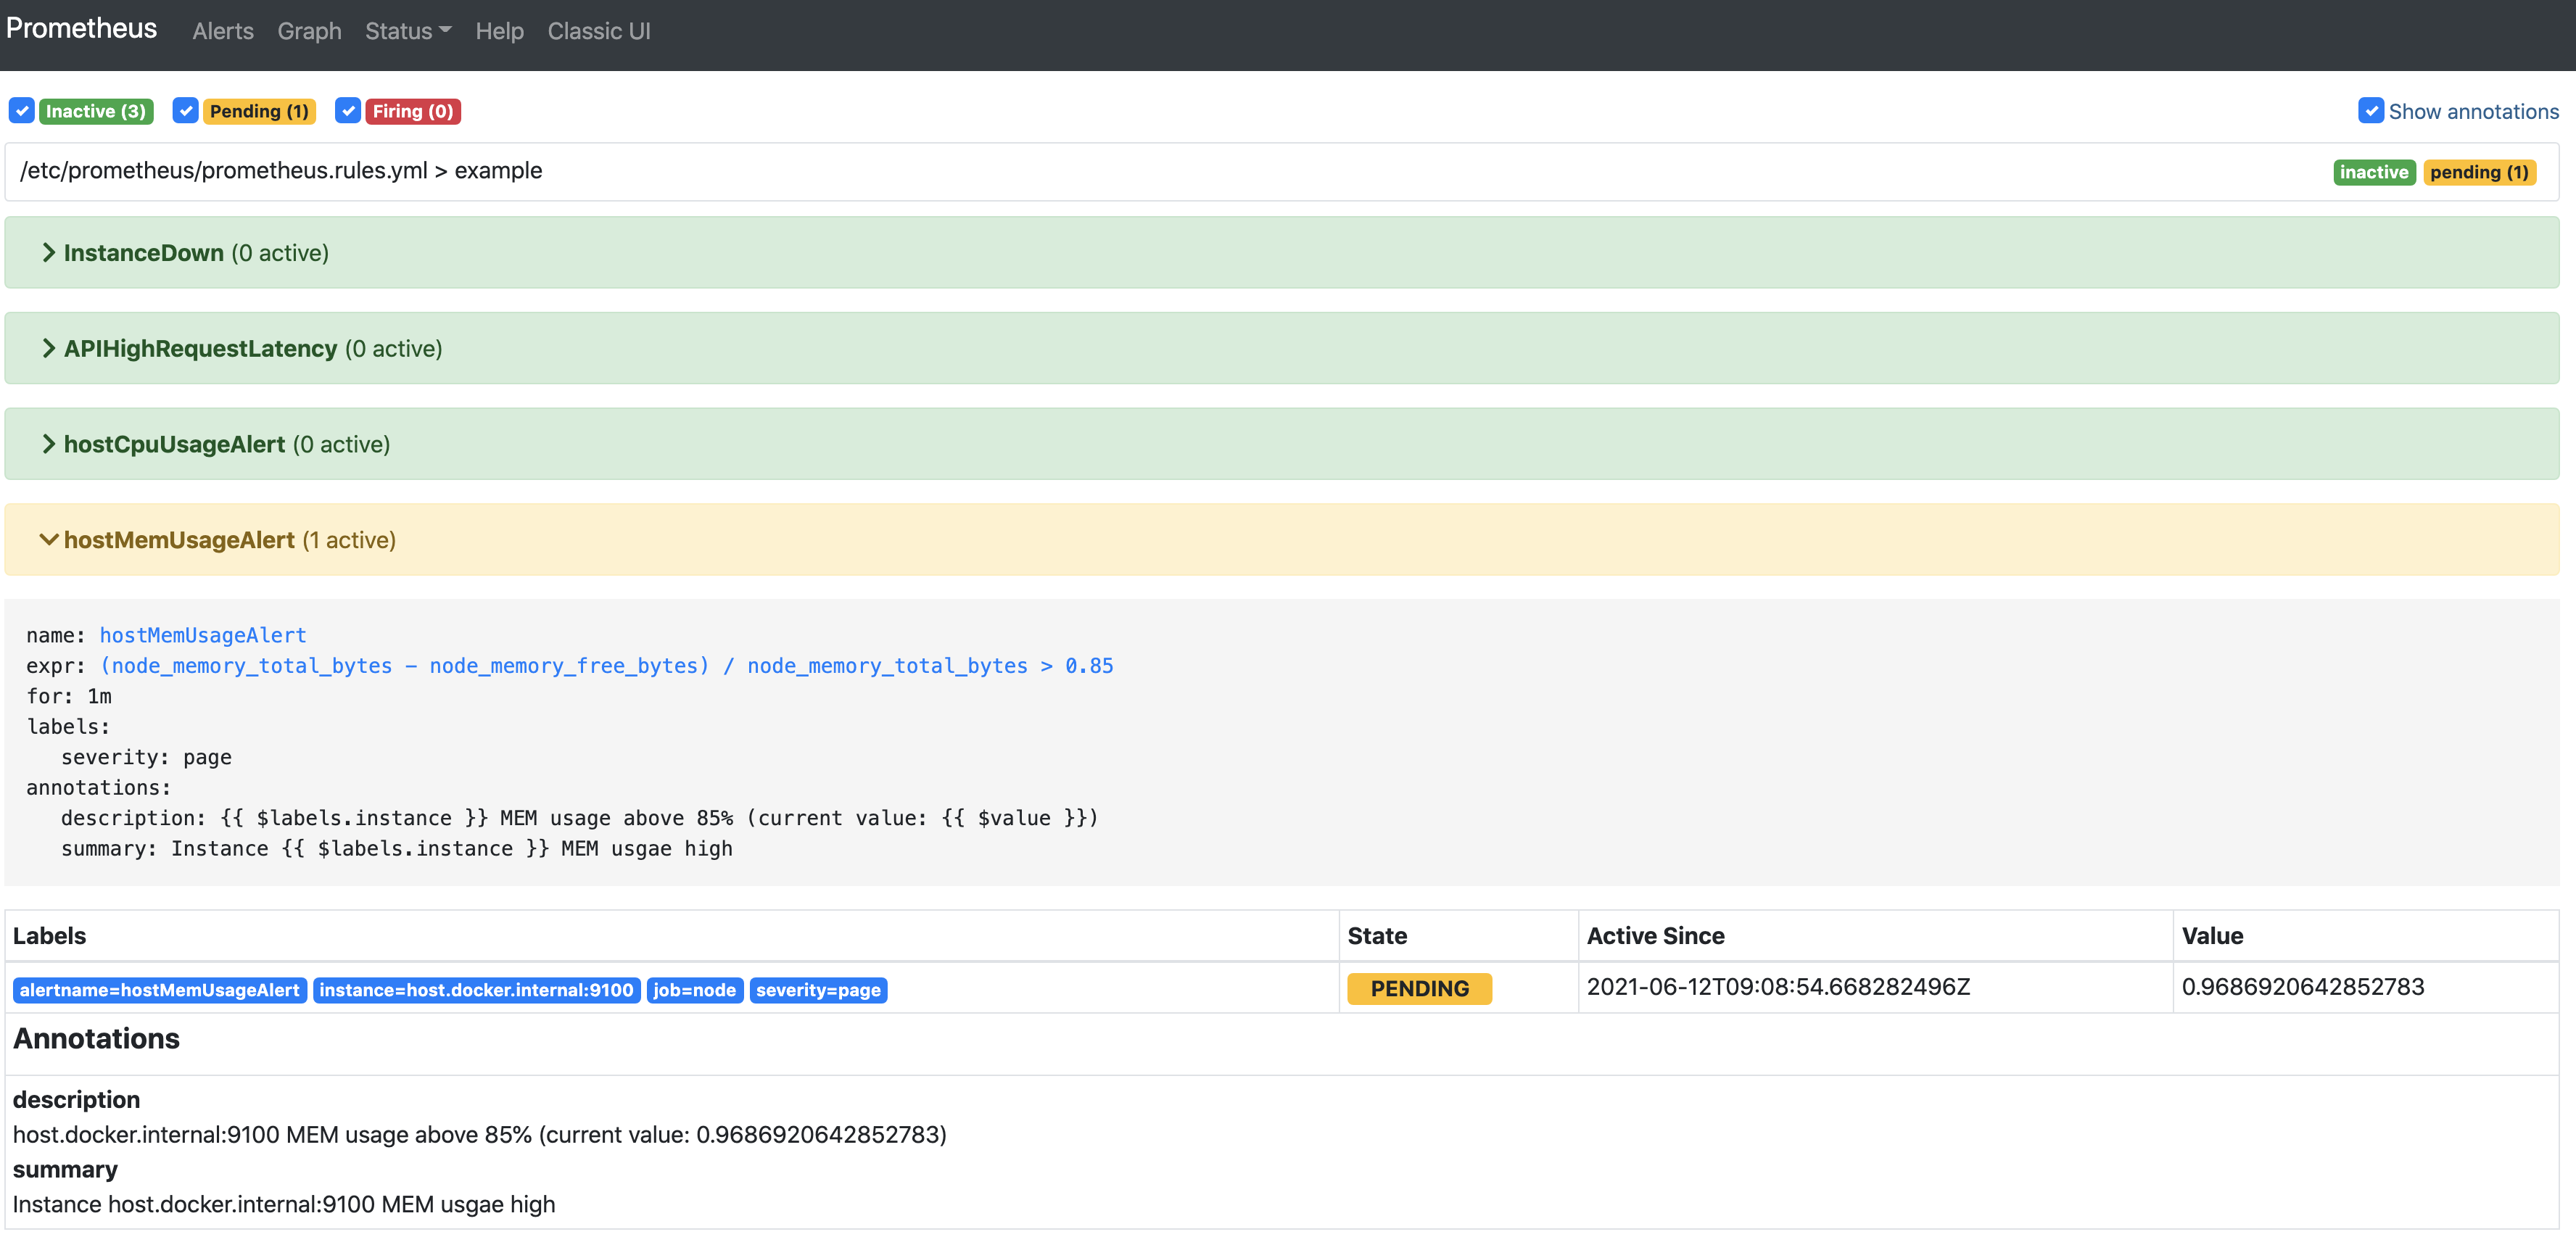 Prometheus Alerts Graph Status Help Classic UI
Inactive (3) Pending (1) Firing (0) Show annotations
/etc/prometheus/prometheus.rules.yml > example inactive pending (1)
InstanceDown (0 active)
APIHighRequestLatency (0 active)
hostCpuUsageAlert (0 active)
hostMemUsageAlert (1 active)
name: hostMemUsageAlert
expr: (node_memory_total_bytes - node_memory_free_bytes) / node_memory_total_bytes > 0.85
for: 1m
labels:
severity: page
annotations:
description: {{ $labels.instance }} MEM usage above 85% (current value: {{ $value }})
summary: Instance {{ $labels.instance }} MEM usgae high
Labels State Active Since Value
alertname=hostMemUsageAlert instance=host.docker.internal:9100 job=node severity=page PENDING 2021-06-12T09:08:54.668282496Z 0.9686920642852783
Annotations
description
host.docker.internal:9100 MEM usage above 85% (current value: 0.9686920642852783)
summary
Instance host.docker.internal:9100 MEM usgae high